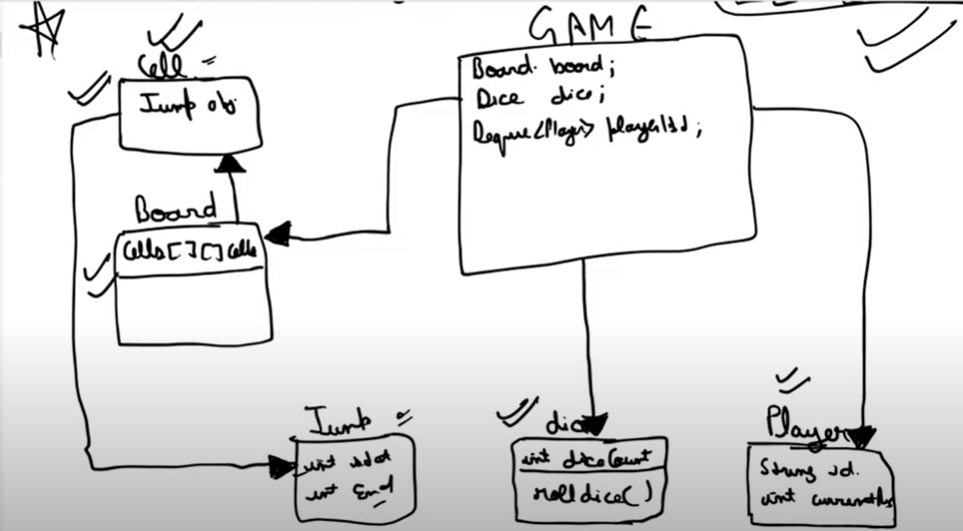 GAME
Board board;
Dice dice;
Deque<Player> playerList;
Cell
Jump obj
Board
Cells[][] cells
Jump
int start
int End
dice
int diceCount
rolldice()
Player
String id.
int currentPos